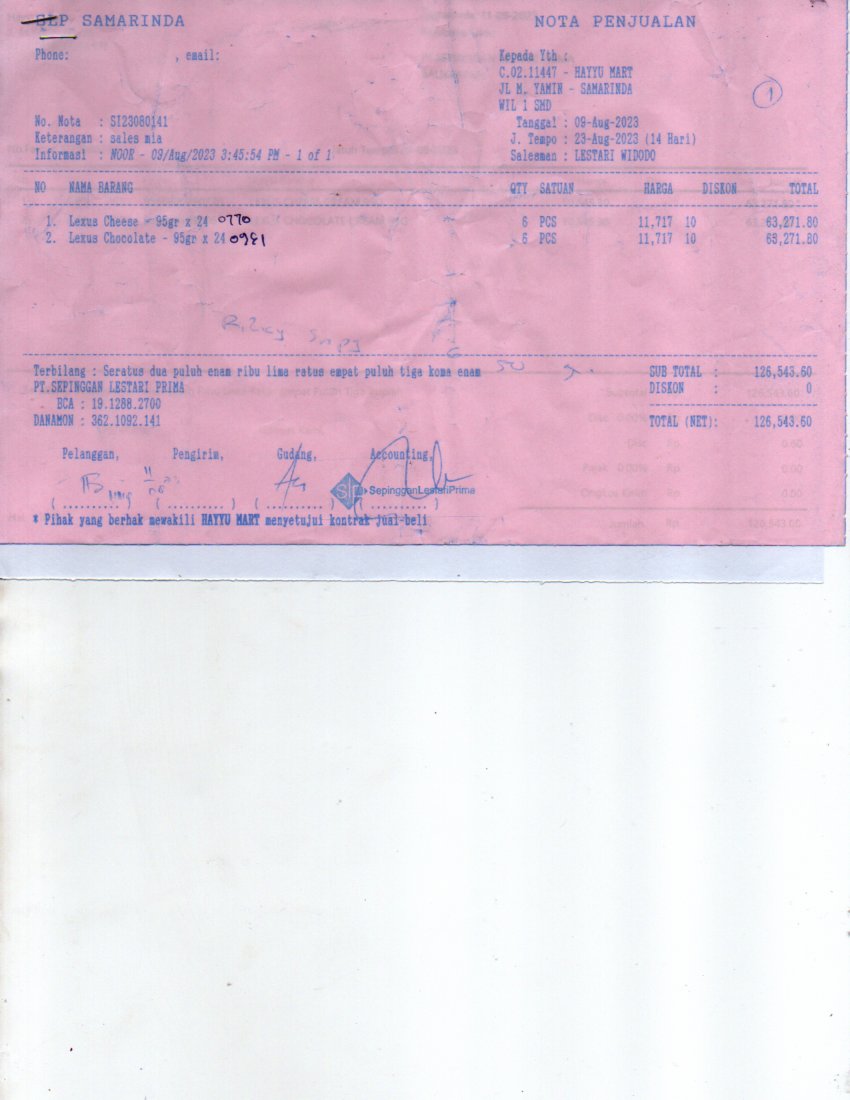 SLP SAMARINDA
NOTA PENJUALAN
1
Phone: , email:
Kepada Yth :
C.02.11447 - HAYYU MART
JL M. YAMIN - SAMARINDA
WIL 1 SMD
No. Nota : SI23080141
Tanggal : 09-Aug-2023
Keterangan : sales mia
J. Tempo : 23-Aug-2023 (14 Hari)
Informasi : NOOR - 09/Aug/2023 3:45:54 PM - 1 of 1
Salesman : LESTARI WIDODO
NO NAMA BARANG QTY SATUAN HARGA DISKON TOTAL
1. Lexus Cheese - 95gr x 24 0770 6 PCS 11,717 10 63,271.80
2. Lexus Chocolate - 95gr x 24 0981 6 PCS 11,717 10 63,271.80
Terbilang : Seratus dua puluh enam ribu lima ratus empat puluh tiga koma enam
SUB TOTAL : 126,543.60
PT.SEPINGGAN LESTARI PRIMA
DISKON : 0
BCA : 19.1288.2700
DANAMON : 362.1092.141
TOTAL (NET): 126,543.60
Pelanggan, Pengirim, Gudang, Accounting,
slp SepingganLestariPrima
( .......... ) ( .......... ) ( .......... ) ( .......... )
* Pihak yang berhak mewakili HAYYU MART menyetujui kontrak jual-beli